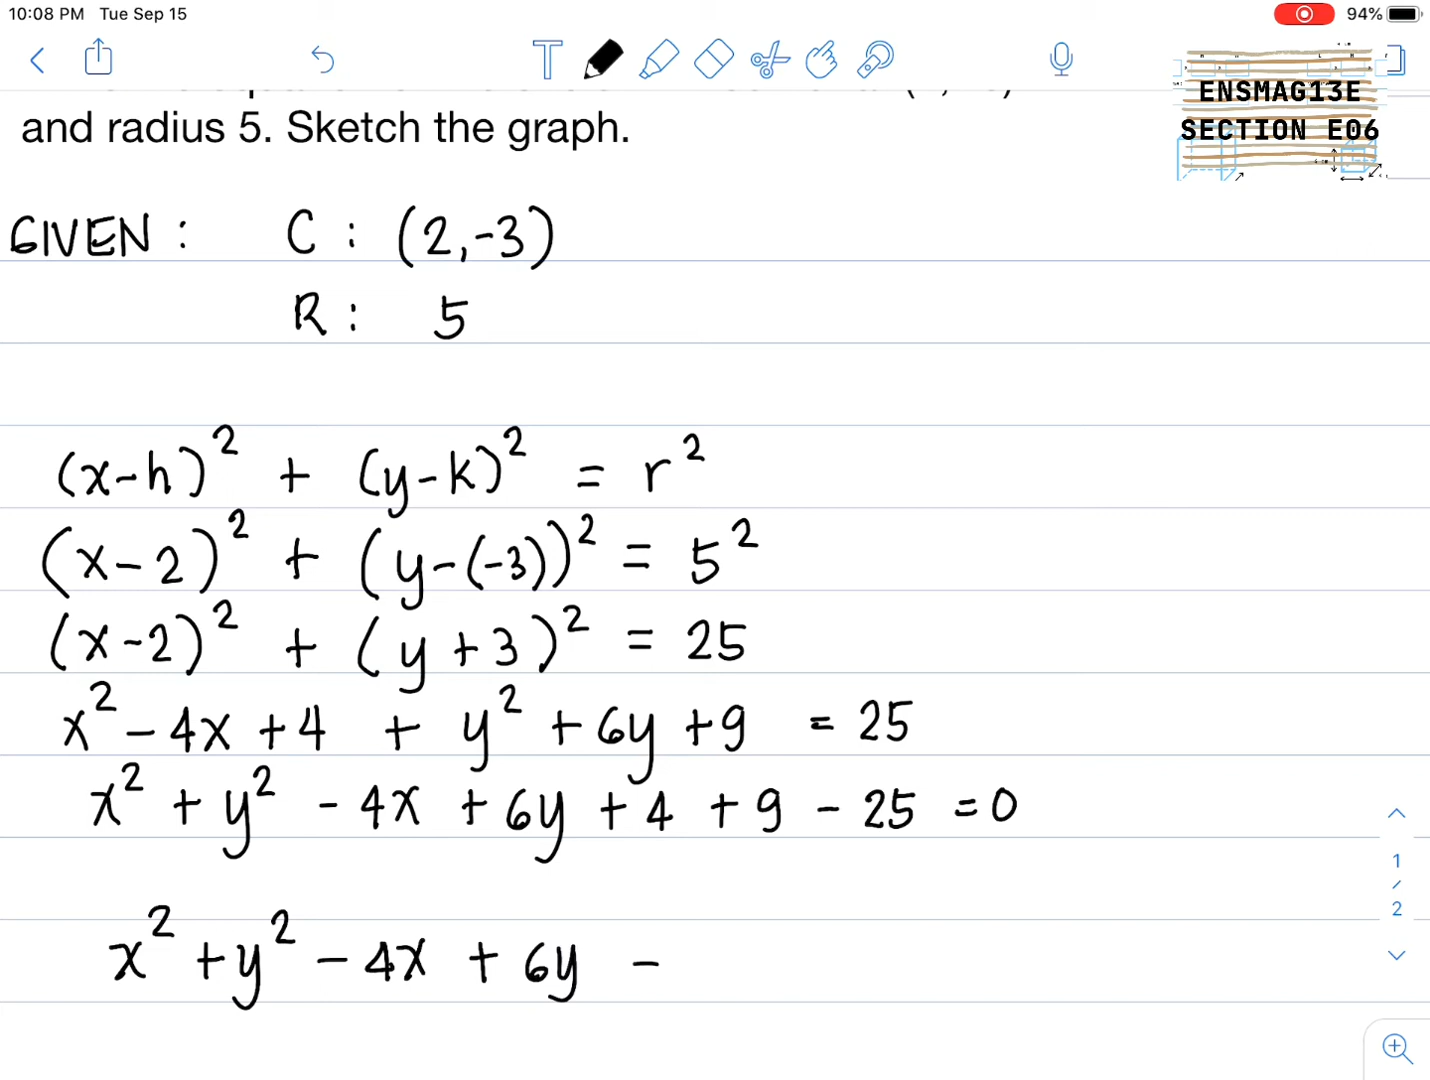 10:08 PM Tue Sep 15
94%
ENSMAG13E
SECTION E06
and radius 5. Sketch the graph.
GIVEN : C : (2,-3)
R : 5
(x-h)² + (y-k)² = r²
(x-2)² + (y-(-3))² = 5²
(x-2)² + (y+3)² = 25
x² - 4x + 4 + y² + 6y + 9 = 25
x² + y² - 4x + 6y + 4 + 9 - 25 = 0
x² + y² - 4x + 6y -
1
/
2